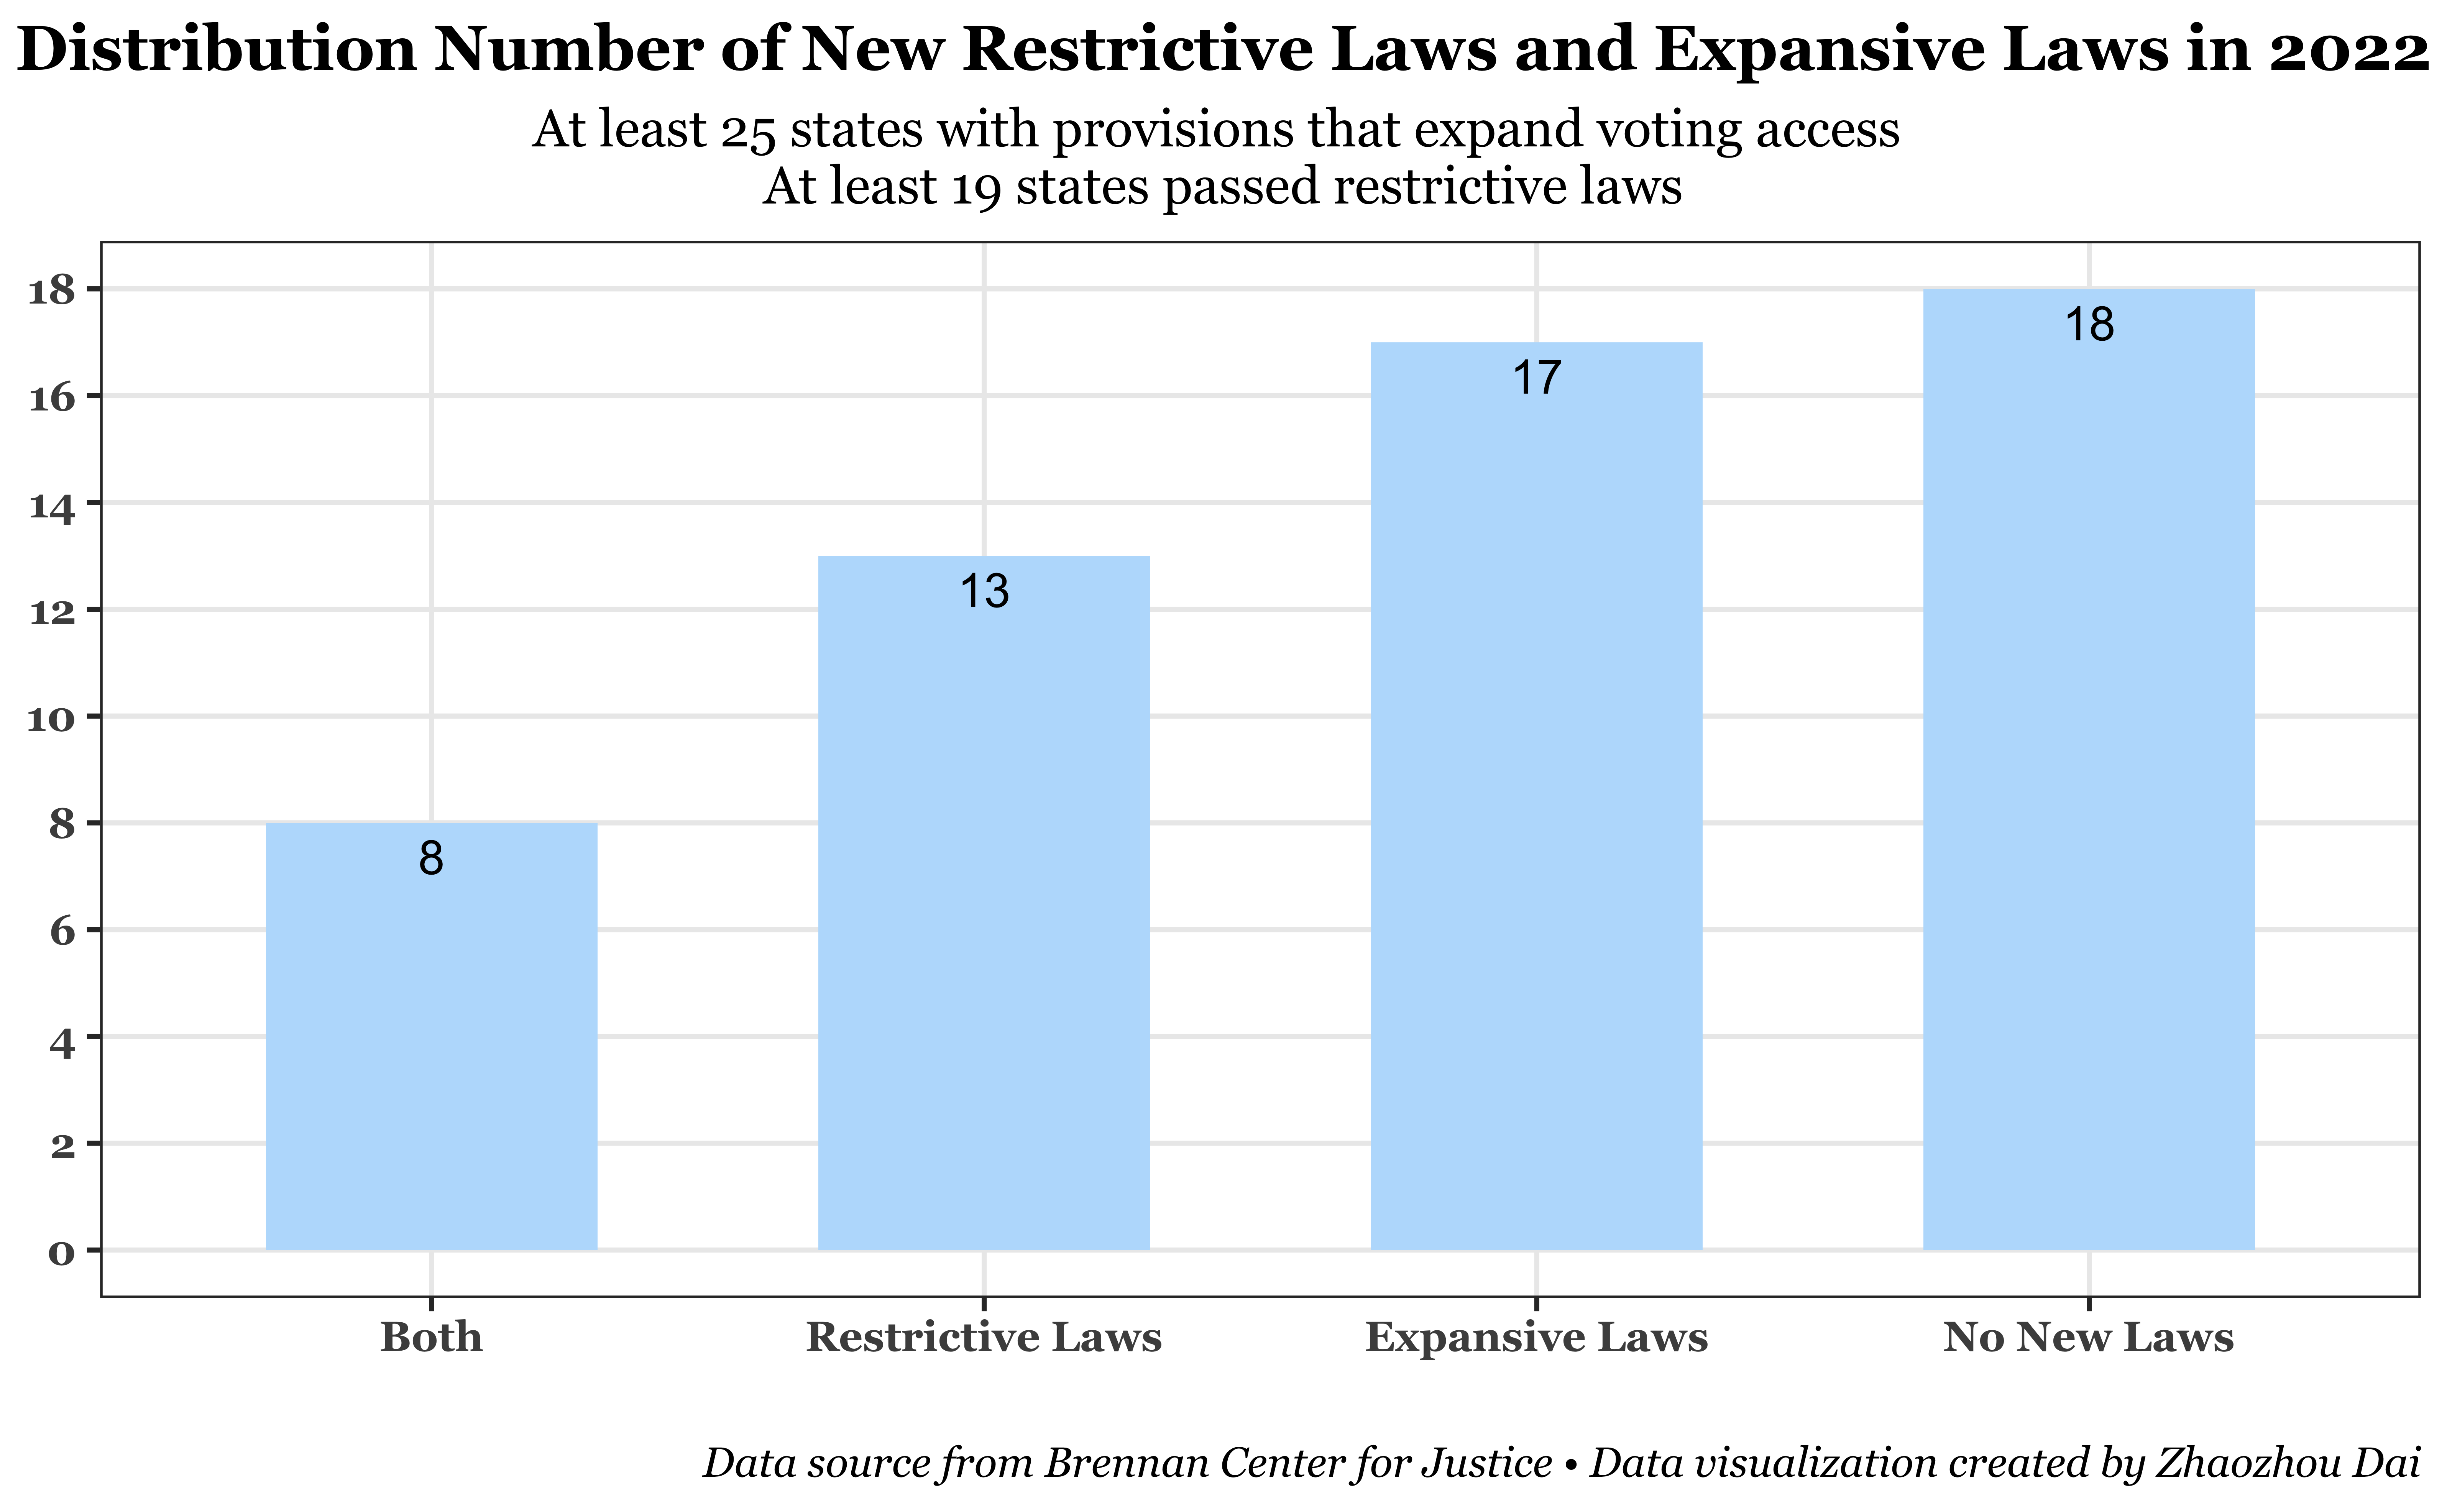 Distribution Number of New Restrictive Laws and Expansive Laws in 2022
At least 25 states with provisions that expand voting access
At least 19 states passed restrictive laws
18
16
14
12
10
8
6
4
2
0
8
13
17
18
Both
Restrictive Laws
Expansive Laws
No New Laws
Data source from Brennan Center for Justice • Data visualization created by Zhaozhou Dai